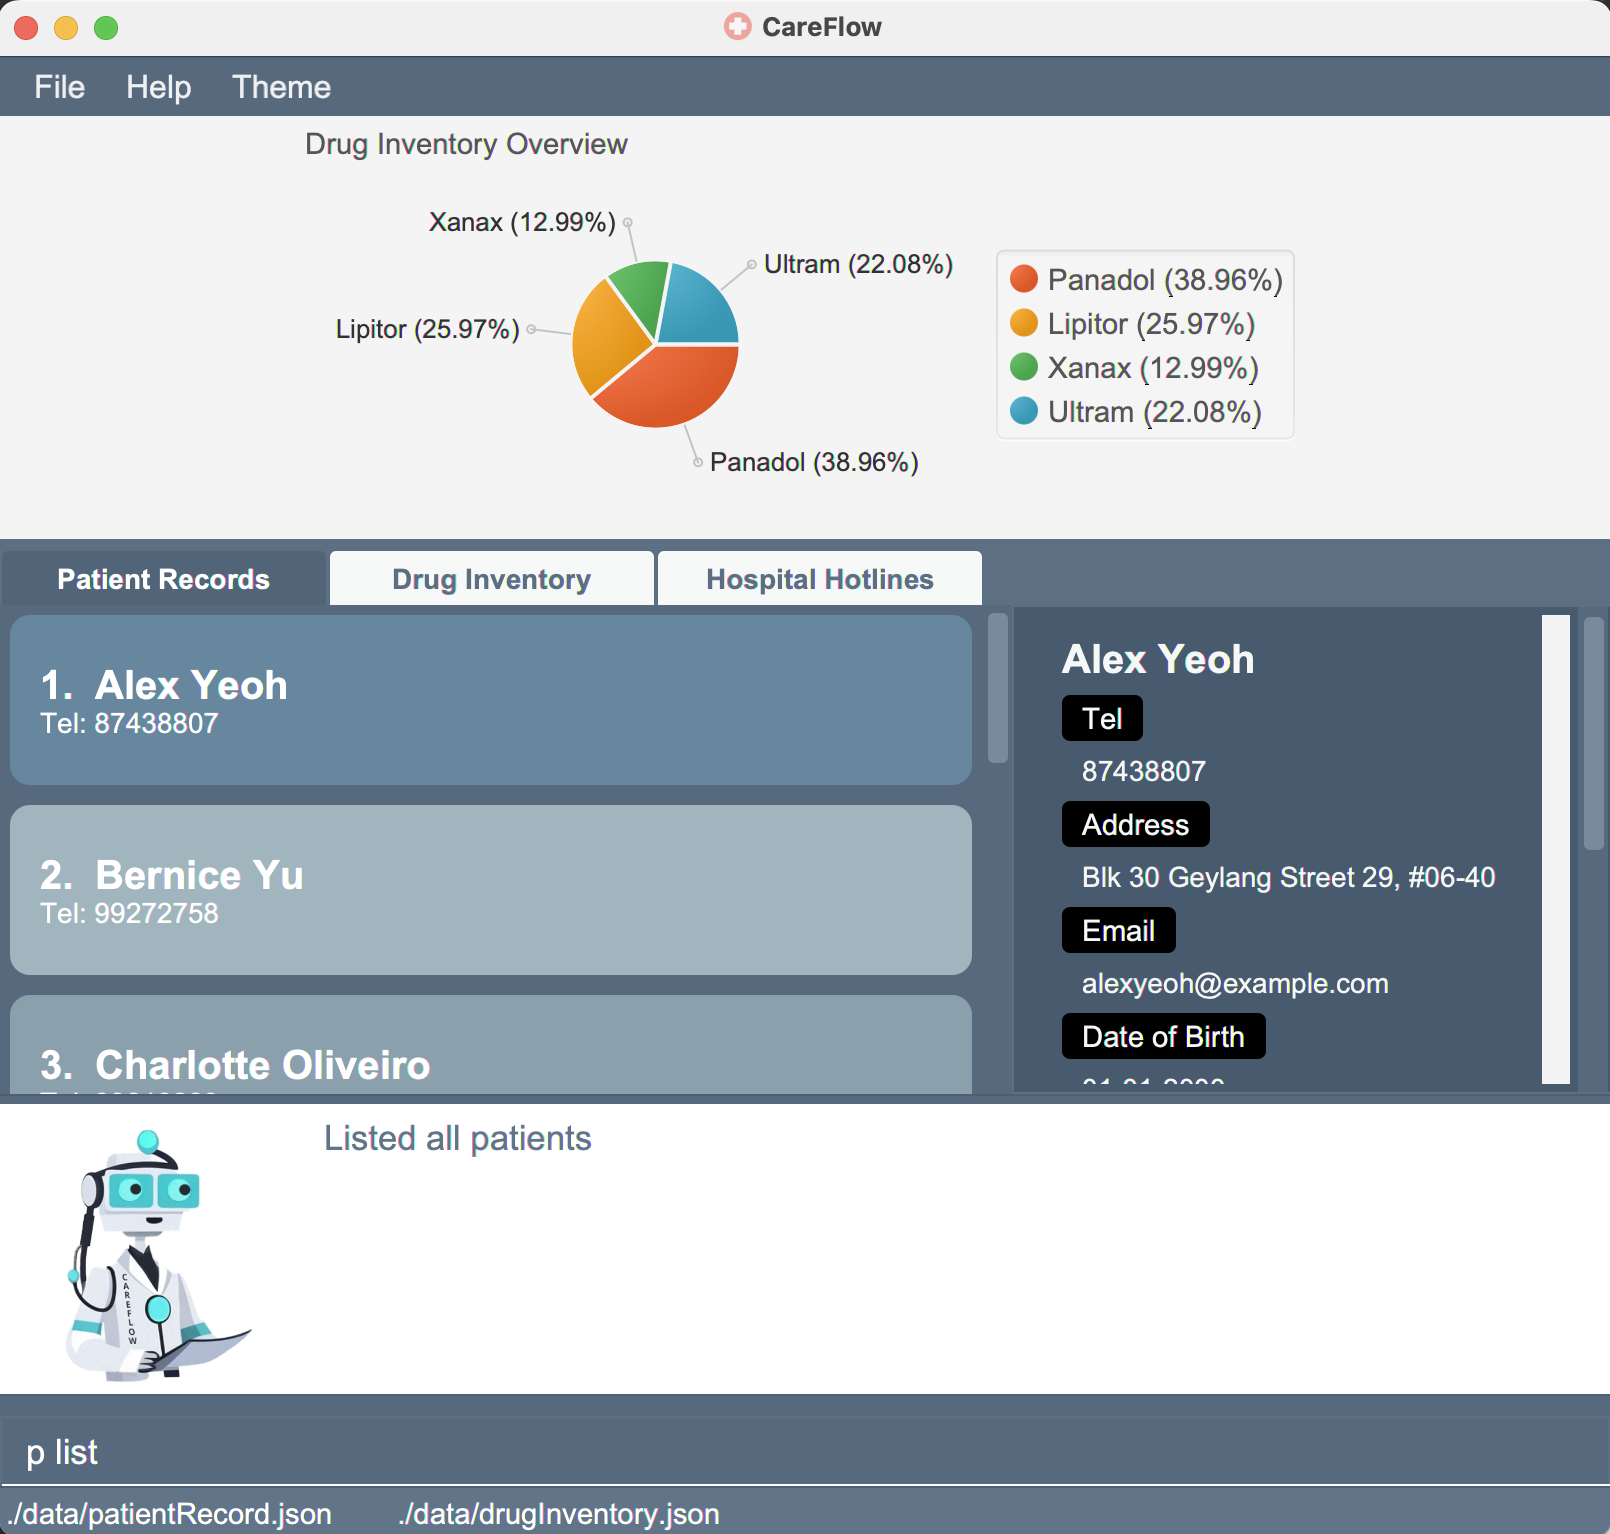 CareFlow
File Help Theme
Drug Inventory Overview
Xanax (12.99%)
Ultram (22.08%)
Lipitor (25.97%)
Panadol (38.96%)
Panadol (38.96%)
Lipitor (25.97%)
Xanax (12.99%)
Ultram (22.08%)
Patient Records Drug Inventory Hospital Hotlines
1. Alex Yeoh
Tel: 87438807
2. Bernice Yu
Tel: 99272758
3. Charlotte Oliveiro
Alex Yeoh
Tel
87438807
Address
Blk 30 Geylang Street 29, #06-40
Email
alexyeoh@example.com
Date of Birth
Listed all patients
CAREFLOW
p list
./data/patientRecord.json ./data/drugInventory.json